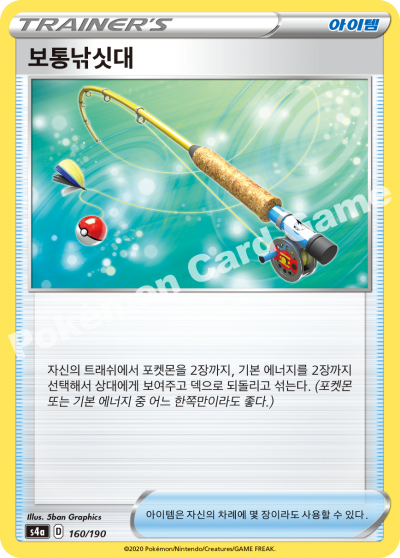 TRAINER'S
아이템
보통낚싯대
Pokémon Card game
자신의 트래쉬에서 포켓몬을 2장까지, 기본 에너지를 2장까지
선택해서 상대에게 보여주고 덱으로 되돌리고 섞는다. (포켓몬
또는 기본 에너지 중 어느 한쪽만이라도 좋다.)
Illus. 5ban Graphics
s4a D 160/190
아이템은 자신의 차례에 몇 장이라도 사용할 수 있다.
©2020 Pokémon/Nintendo/Creatures/GAME FREAK.